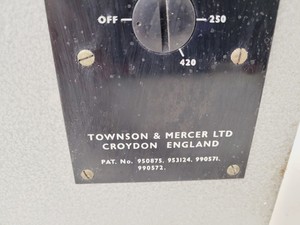 OFF
250
420
TOWNSON & MERCER LTD
CROYDON ENGLAND
PAT. No. 950875, 953124, 990571,
990572.